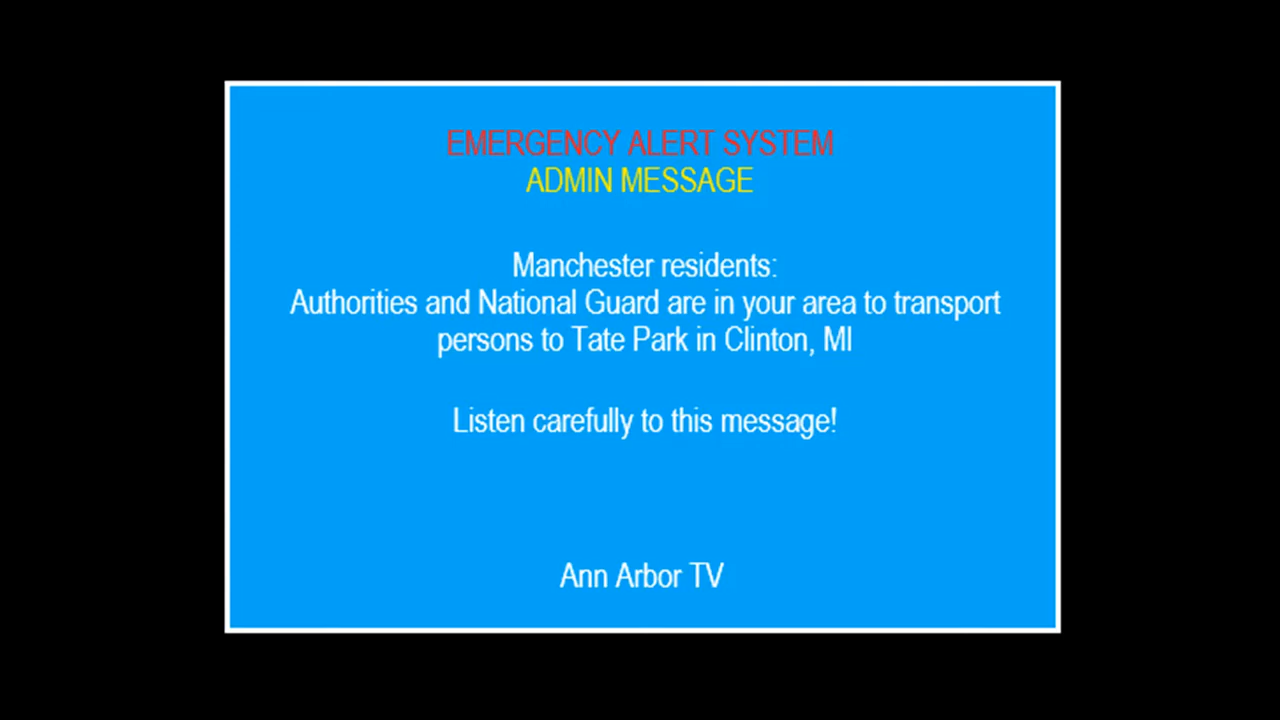 EMERGENCY ALERT SYSTEM
ADMIN MESSAGE
Manchester residents:
Authorities and National Guard are in your area to transport
persons to Tate Park in Clinton, MI
Listen carefully to this message!
Ann Arbor TV